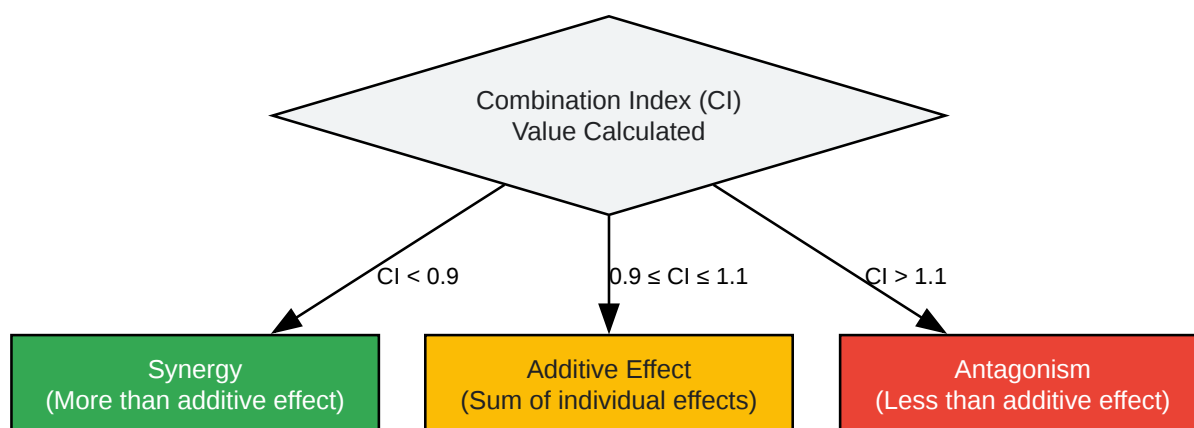 Combination Index (CI)
Value Calculated
CI < 0.9
0.9 ≤ CI ≤ 1.1
CI > 1.1
Synergy
(More than additive effect)
Additive Effect
(Sum of individual effects)
Antagonism
(Less than additive effect)